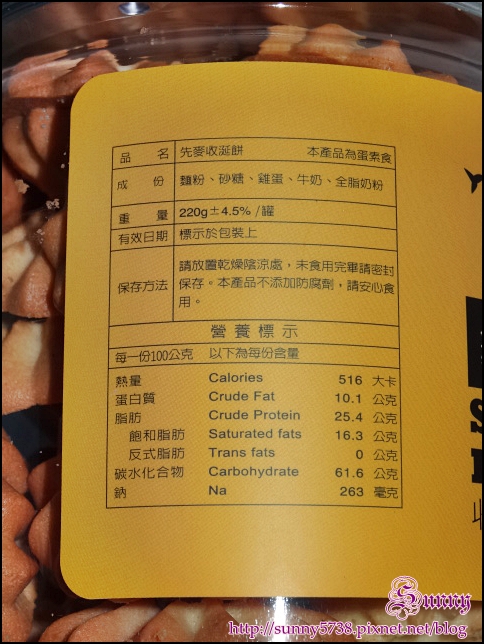 品 名 先麥收涎餅 本產品為蛋素食
成 份 麵粉、砂糖、雞蛋、牛奶、全脂奶粉
重 量 220g±4.5% /罐
有效日期 標示於包裝上
保存方法 請放置乾燥陰涼處，未食用完畢請密封
保存。本產品不添加防腐劑，請安心食
用。
營養標示
每一份100公克 以下為每份含量
熱量 Calories 516 大卡
蛋白質 Crude Fat 10.1 公克
脂肪 Crude Protein 25.4 公克
飽和脂肪 Saturated fats 16.3 公克
反式脂肪 Trans fats 0 公克
碳水化合物 Carbohydrate 61.6 公克
鈉 Na 263 毫克
Sunny
http://sunny5738.pixnet.net/blog